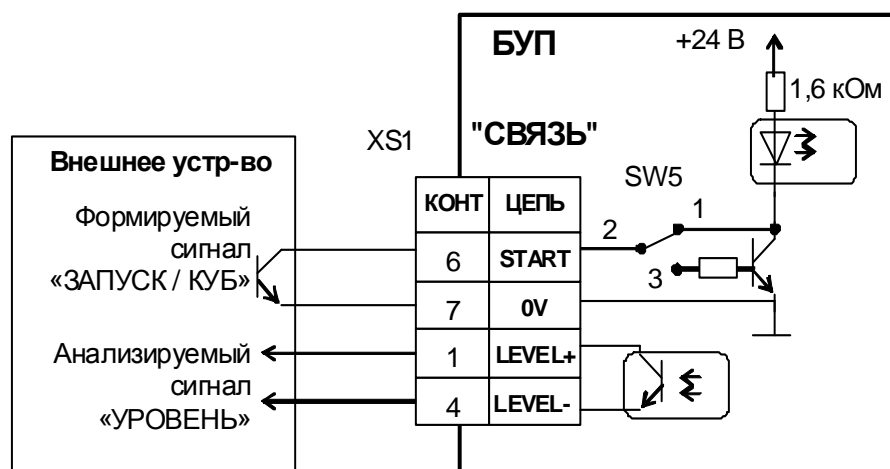 БУП
+24 В
1,6 кОм
"СВЯЗЬ"
XS1
SW5
1
2
3
Внешнее устр-во
Формируемый
сигнал
«ЗАПУСК / КУБ»
Анализируемый
сигнал
«УРОВЕНЬ»
КОНТ ЦЕПЬ
6 START
7 0V
1 LEVEL+
4 LEVEL-